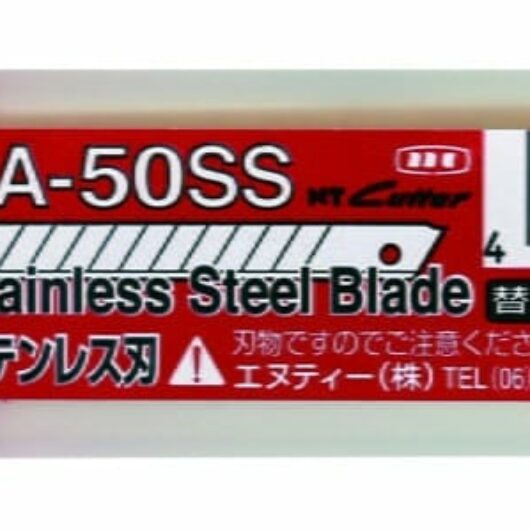 A-50SS
NT Cutter
4
ainless Steel Blade 替
テンレス刃
刃物ですのでご注意くださ
エヌティー(株) TEL(06)